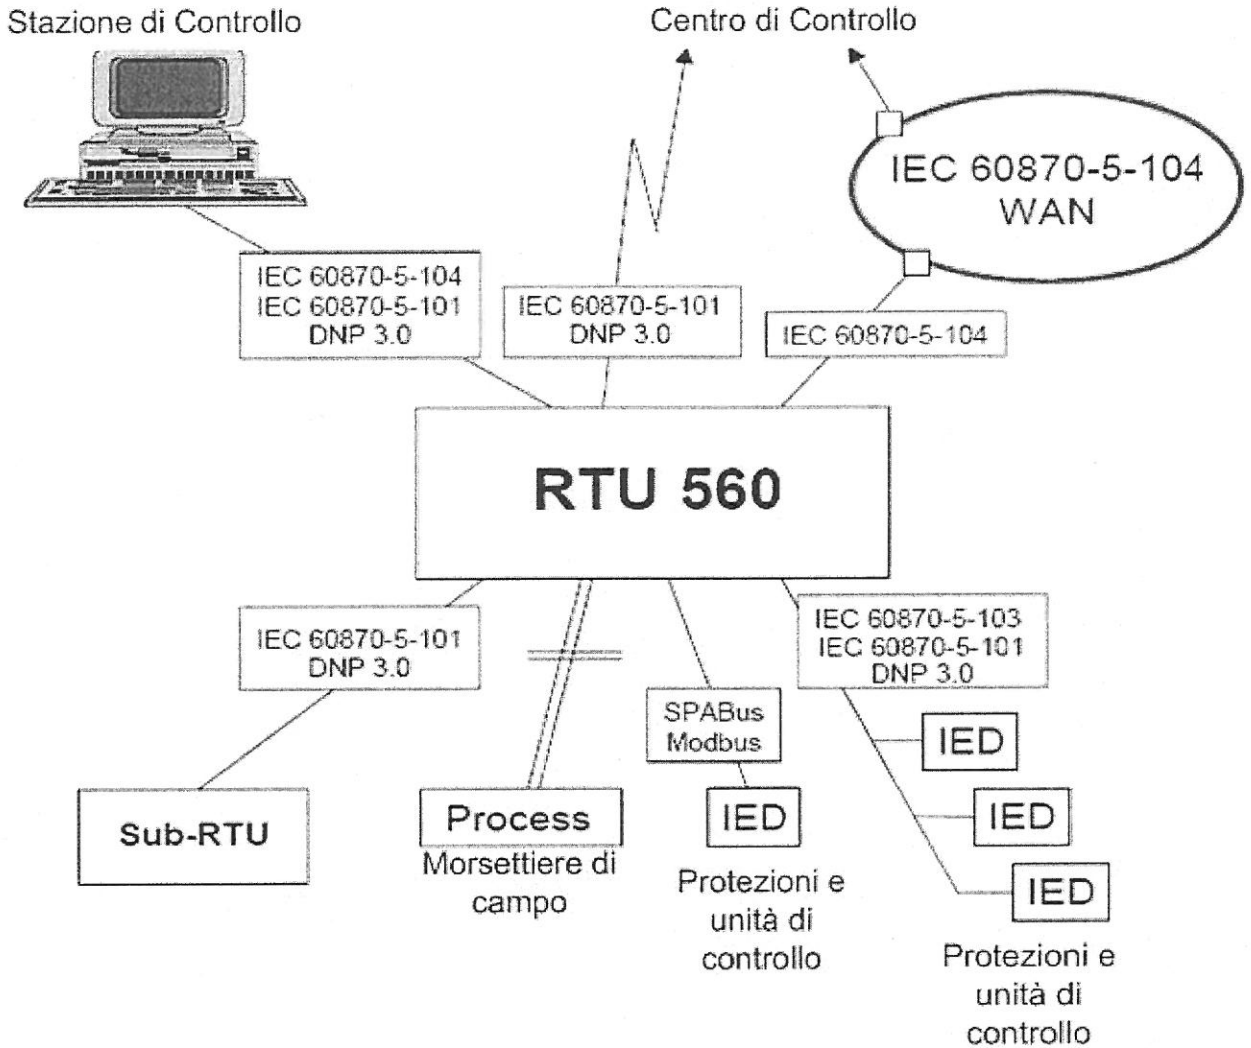 Stazione di Controllo
Centro di Controllo
IEC 60870-5-104
WAN
IEC 60870-5-104
IEC 60870-5-101
DNP 3.0
IEC 60870-5-101
DNP 3.0
IEC 60870-5-104
RTU 560
IEC 60870-5-101
DNP 3.0
IEC 60870-5-103
IEC 60870-5-101
DNP 3.0
SPABus
Modbus
IED
IED
IED
Sub-RTU
Process
Morsettiere di
campo
IED
Protezioni e
unità di
controllo
Protezioni e
unità di
controllo